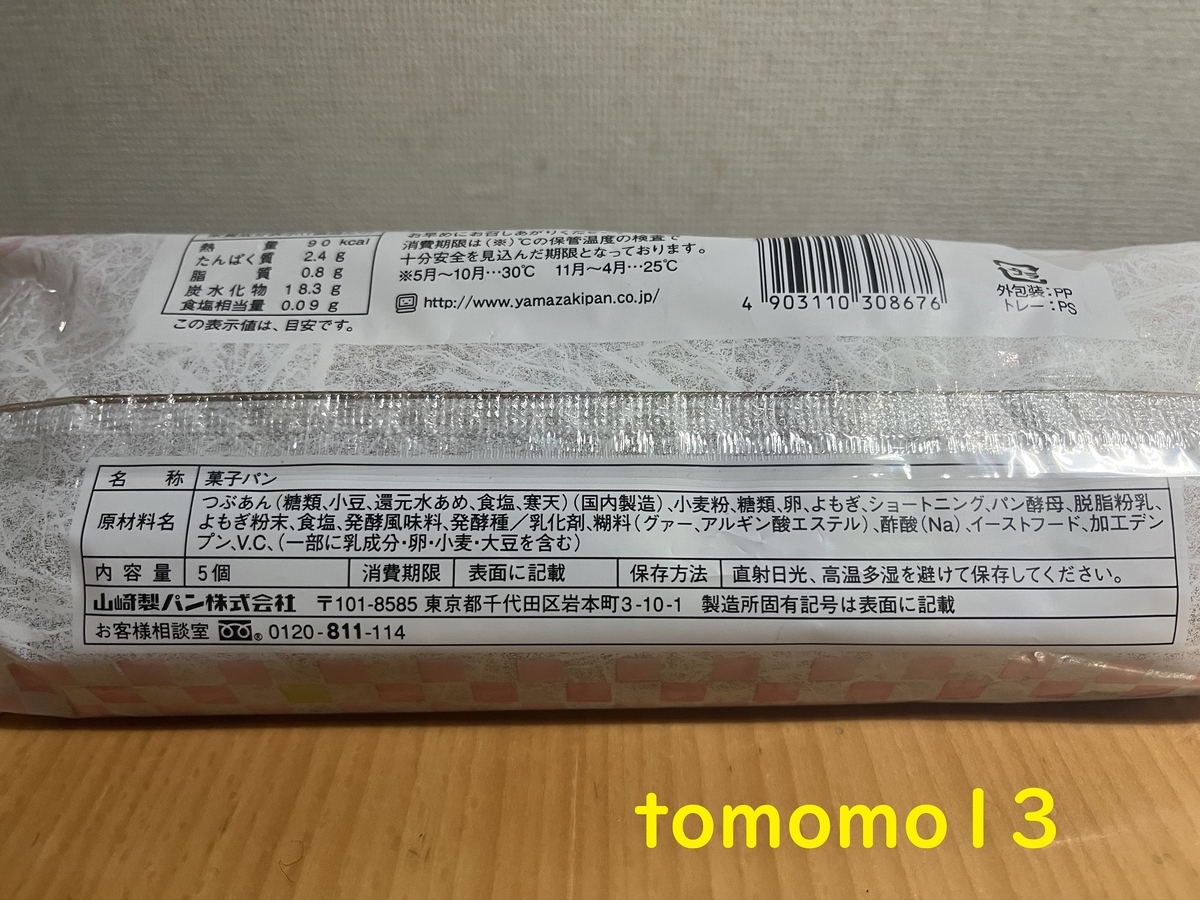 熱量 90 kcal
たんぱく質 2.4 g
脂質 0.8 g
炭水化物 18.3 g
食塩相当量 0.09 g
この表示値は、目安です。
消費期限は(※)℃の保管温度の検査で
十分安全を見込んだ期限となっております。
※5月～10月…30℃ 11月～4月…25℃
http://www.yamazakipan.co.jp/
4 903110 308676
外包装:PP
トレー:PS
名称 菓子パン
原材料名 つぶあん(糖類、小豆、還元水あめ、食塩、寒天)(国内製造)、小麦粉、糖類、卵、よもぎ、ショートニング、パン酵母、脱脂粉乳、
よもぎ粉末、食塩、発酵風味料、発酵種／乳化剤、糊料(グァー、アルギン酸エステル)、酢酸(Na)、イーストフード、加工デン
プン、V.C、(一部に乳成分・卵・小麦・大豆を含む)
内容量 5個 消費期限 表面に記載 保存方法 直射日光、高温多湿を避けて保存してください。
山崎製パン株式会社 〒101-8585 東京都千代田区岩本町3-10-1 製造所固有記号は表面に記載
お客様相談室 0120-811-114
tomomo13